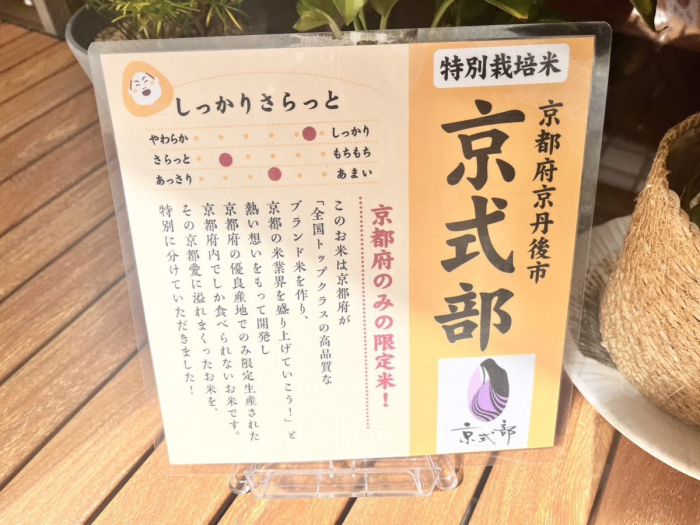 特別栽培米
京都府京丹後市
京式部
京式部
しっかりさらっと
やわらか しっかり
さらっと もちもち
あっさり あまい
京都府のみの限定米！
このお米は京都府が
「全国トップクラスの高品質な
ブランド米を作り、
京都の米業界を盛り上げていこう！」と
熱い想いをもって開発し
京都府の優良産地でのみ限定生産された
京都府内でしか食べられないお米です。
その京都愛に溢れまくったお米を、
特別に分けていただきました！